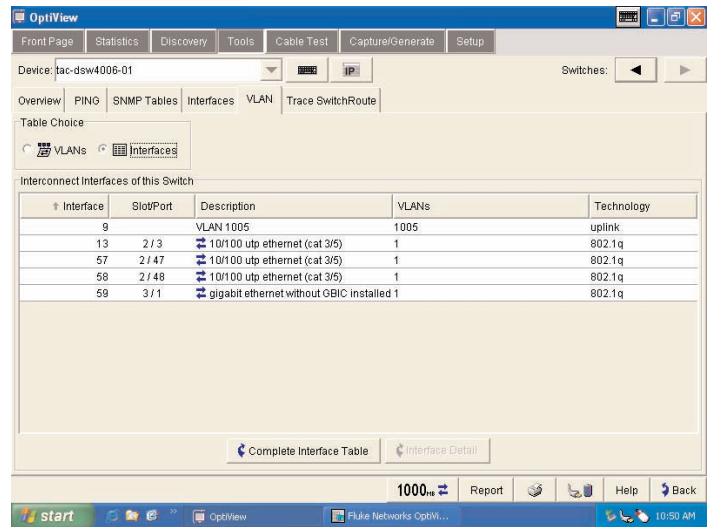 OptiView
Front Page Statistics Discovery Tools Cable Test Capture/Generate Setup
Device: tac-dsw4006-01 IP Switches:
Overview PING SNMP Tables Interfaces VLAN Trace SwitchRoute
Table Choice
VLANs Interfaces
Interconnect Interfaces of this Switch
Interface Slot/Port Description VLANs Technology
9 VLAN 1005 1005 uplink
13 2 / 3 10/100 utp ethernet (cat 3/5) 1 802.1q
57 2 / 47 10/100 utp ethernet (cat 3/5) 1 802.1q
58 2 / 48 10/100 utp ethernet (cat 3/5) 1 802.1q
59 3 / 1 gigabit ethernet without GBIC installed 1 802.1q
Complete Interface Table Interface Detail
1000 MB Report Help Back
start OptiView Fluke Networks OptiVi... 10:50 AM